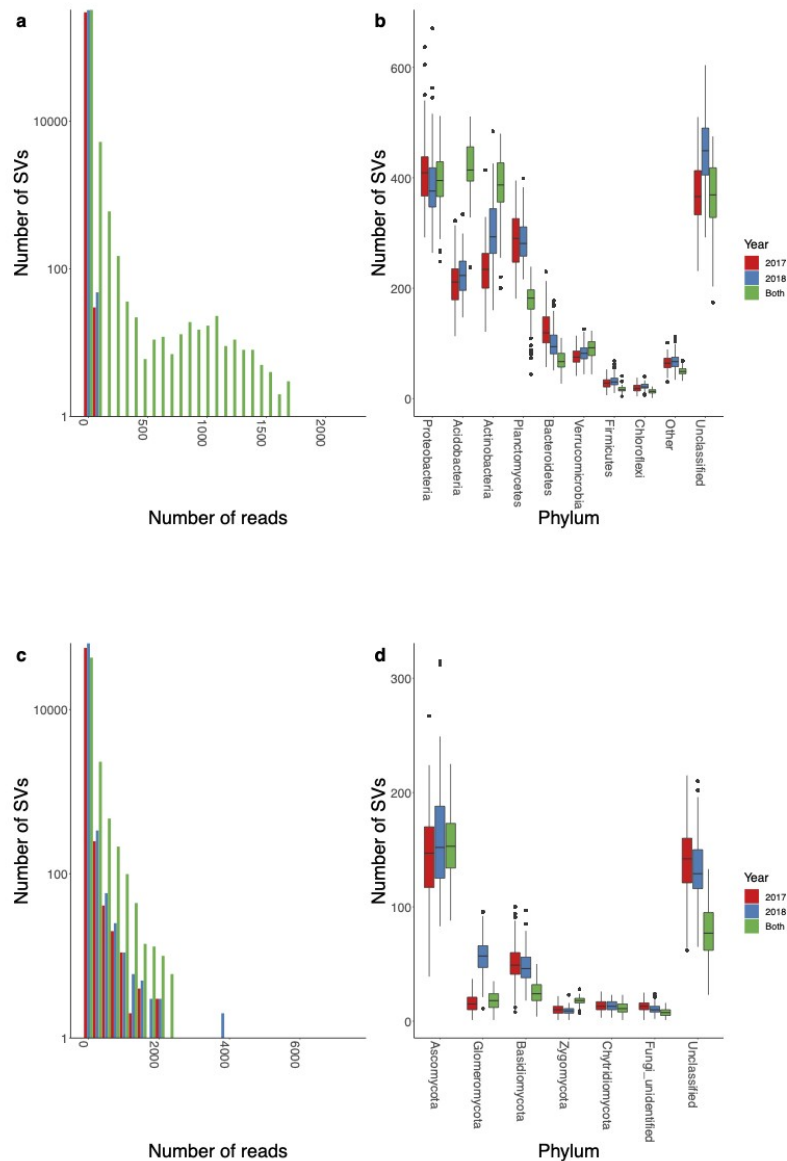 a
Number of SVs
10000
100
1
0
500
1000
1500
2000
Number of reads
b
Number of SVs
600
400
200
0
Proteobacteria
Acidobacteria
Actinobacteria
Planctomycetes
Bacteroidetes
Verrucomicrobia
Firmicutes
Chloroflexi
Other
Unclassified
Phylum
Year
2017
2018
Both
c
Number of SVs
10000
100
1
0
2000
4000
6000
Number of reads
d
Number of SVs
300
200
100
0
Ascomycota
Glomeromycota
Basidiomycota
Zygomycota
Chytridiomycota
Fungi_unidentified
Unclassified
Phylum
Year
2017
2018
Both